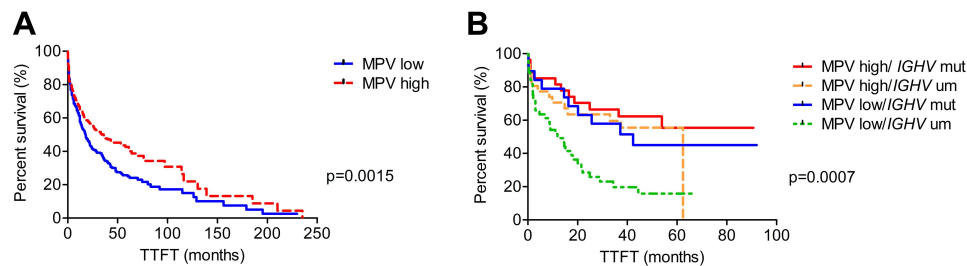 A
Percent survival (%)
100
80
60
40
20
0
0 50 100 150 200 250
TTFT (months)
MPV low
MPV high
p=0.0015
B
Percent survival (%)
100
80
60
40
20
0
0 20 40 60 80 100
TTFT (months)
MPV high/ IGHV mut
MPV high/IGHV um
MPV low/IGHV mut
MPV low/IGHV um
p=0.0007